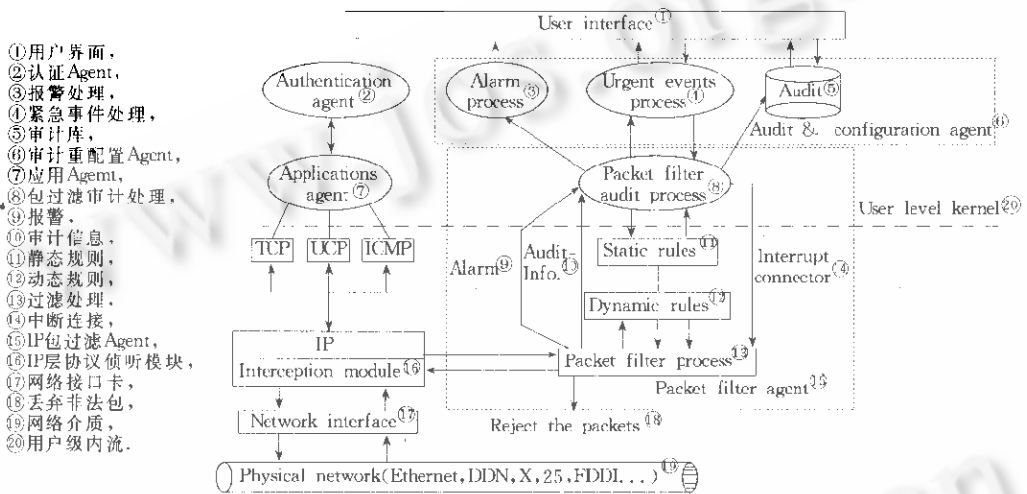 ①用户界面,
②认证Agent,
③报警处理,
④紧急事件处理,
⑤审计库,
⑥审计重配置Agent,
⑦应用Agemt,
⑧包过滤审计处理,
⑨报警,
⑩审计信息,
⑪静态规则,
⑫动态规则,
⑬过滤处理,
⑭中断连接,
⑮IP包过滤Agent,
⑯IP层协议侦听模块,
⑰网络接口卡,
⑱丢弃非法包,
⑲网络介质,
⑳用户级内流.
User interface①
Authentication
agent②
Alarm
process③
Urgent events
process④
Audit⑤
Audit & configuration agent⑥
Applications
agent⑦
Packet filter
audit process⑧
User level kernel⑳
TCP
UCP
ICMP
Alarm⑨
Audit-
Info.⑩
Static rules⑪
Interrupt
connector⑭
Dynamic rules⑫
IP
Interception module⑯
Packet filter process⑬
Packet filter agent⑮
Network interface⑰
Reject the packets⑱
Physical network(Ethernet,DDN,X,25,FDDI...)⑲